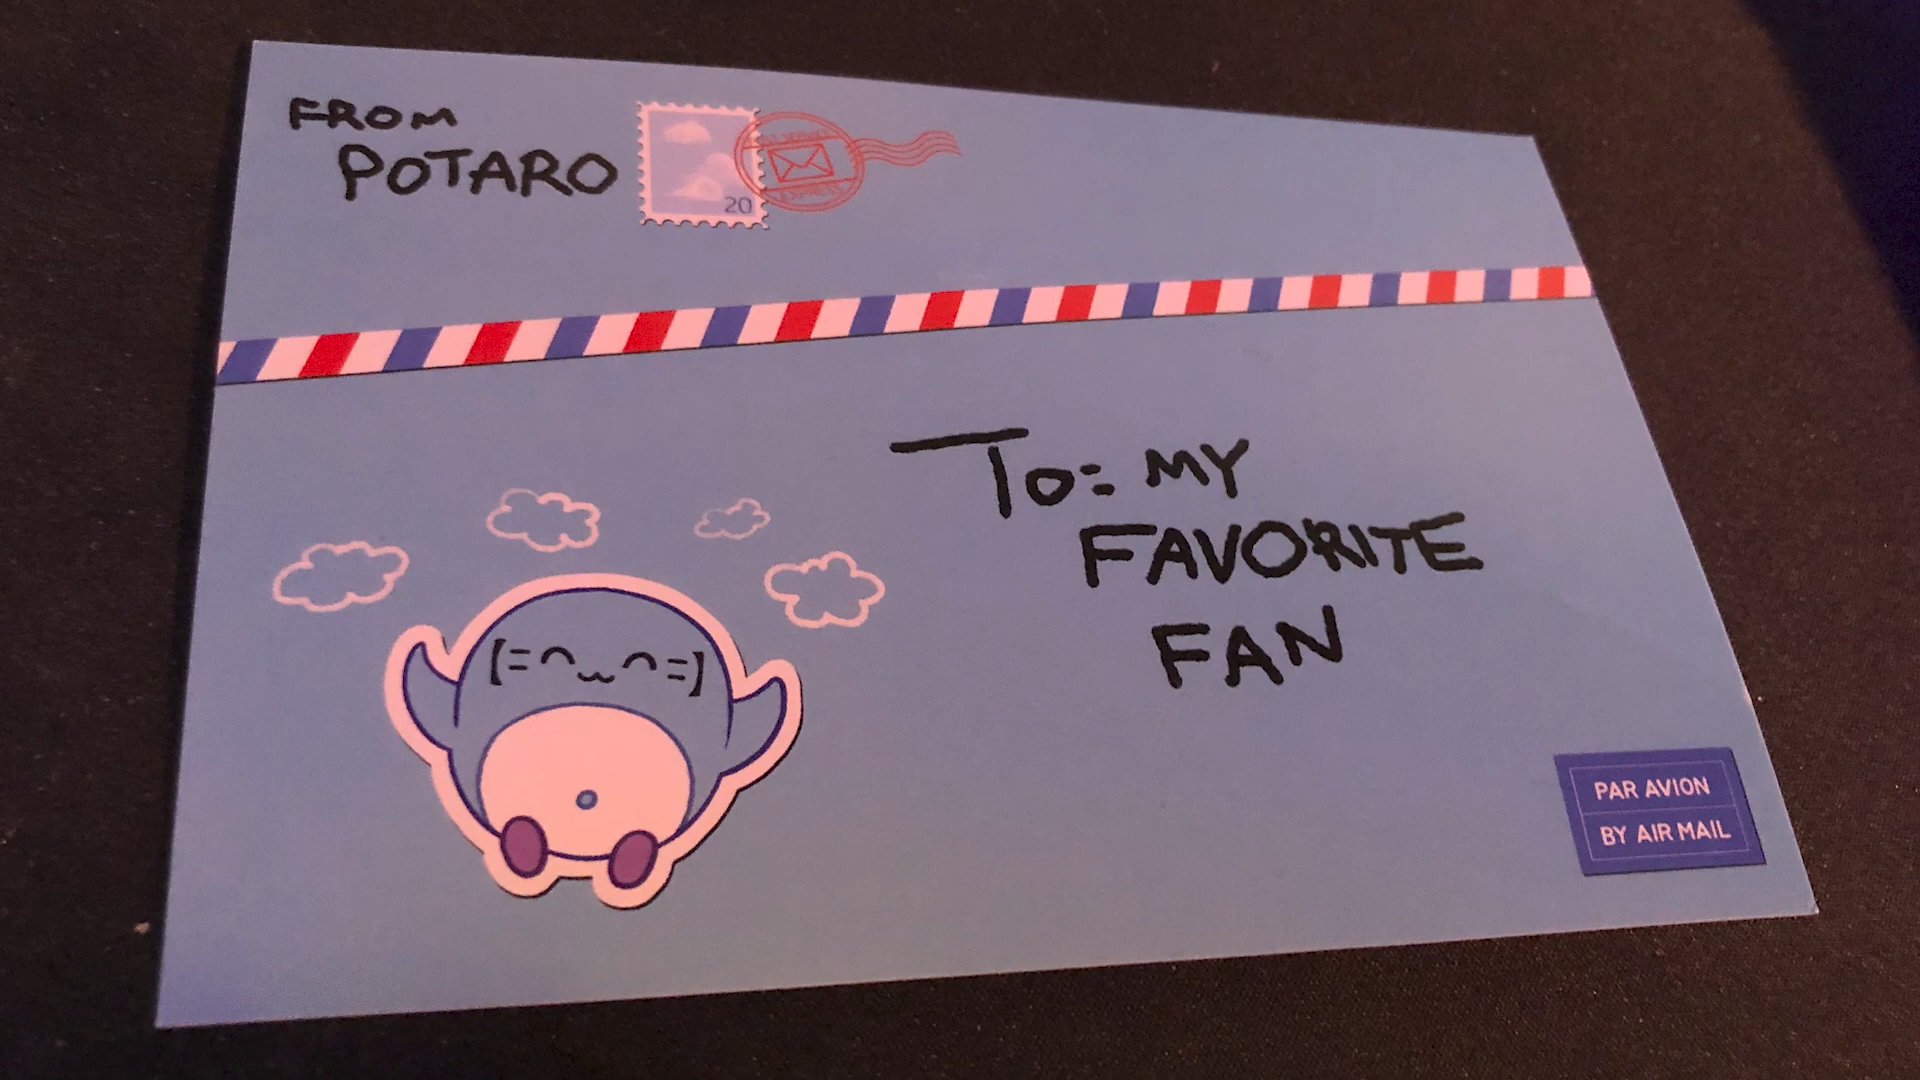 FROM
POTARO
20
TO: MY
FAVORITE
FAN
[=^‿^=]
PAR AVION
BY AIR MAIL